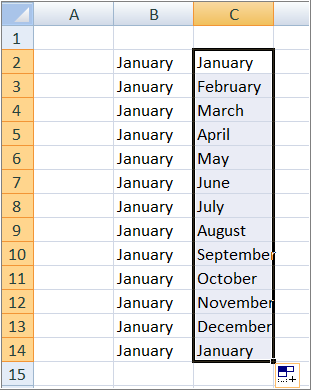 A B C
1
2 January January
3 January February
4 January March
5 January April
6 January May
7 January June
8 January July
9 January August
10 January September
11 January October
12 January November
13 January December
14 January January
15